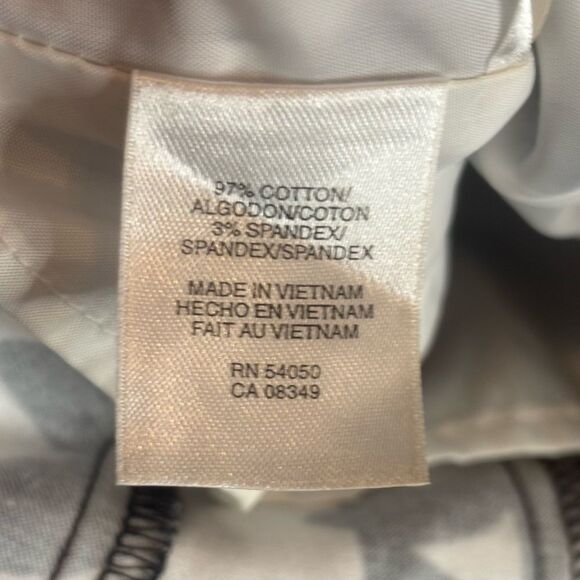 97% COTTON/
ALGODON/COTON
3% SPANDEX/
SPANDEX/SPANDEX
MADE IN VIETNAM
HECHO EN VIETNAM
FAIT AU VIETNAM
RN 54050
CA 08349